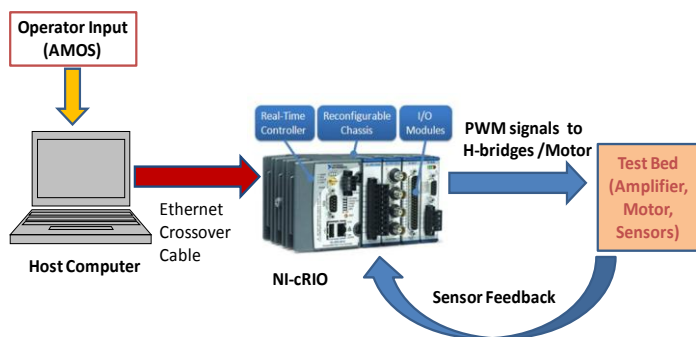 Operator Input
(AMOS)
Real-Time
Controller
Reconfigurable
Chassis
I/O
Modules
PWM signals to
H-bridges /Motor
Test Bed
(Amplifier,
Motor,
Sensors)
Ethernet
Crossover
Cable
Host Computer
NI-cRIO
Sensor Feedback